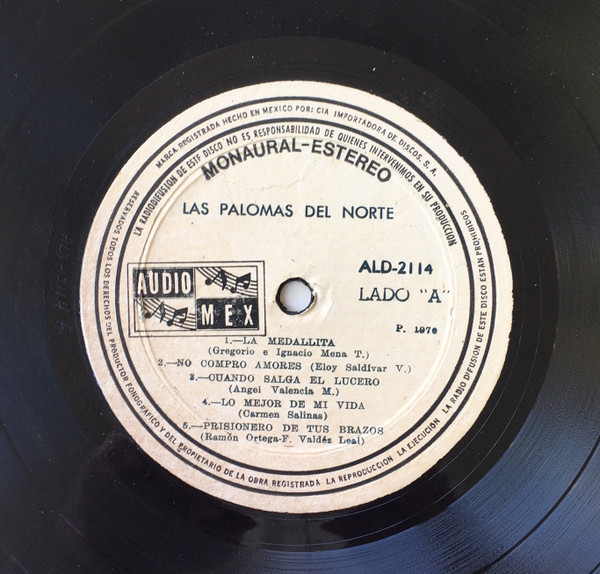 MARCA REGISTRADA HECHO EN MEXICO POR: CIA IMPORTADORA DE DISCOS, S.A.
LA RADIODIFUSION DE ESTE DISCO NO ES RESPONSABILIDAD DE QUIENES INTERVENIMOS EN SU PRODUCCION
MONAURAL-ESTEREO
LAS PALOMAS DEL NORTE
ALD-2114
LADO "A"
P. 1976
AUDIO
MEX
1.—LA MEDALLITA
(Gregorio e Ignacio Mena T.)
2.—NO COMPRO AMORES (Eloy Saldívar V.)
3.—CUANDO SALGA EL LUCERO
(Angel Valencia M.)
4.—LO MEJOR DE MI VIDA
(Carmen Salinas)
5.—PRISIONERO DE TUS BRAZOS
(Ramón Ortega-F. Valdéz Leal)
RESERVADOS TODOS LOS DERECHOS DEL PRODUCTOR FONOGRAFICO Y DEL PROPIETARIO DE LA OBRA REGISTRADA. LA REPRODUCCION LA EJECUCION Y LA RADIO DIFUSION DE ESTE DISCO ESTAN PROHIBIDOS